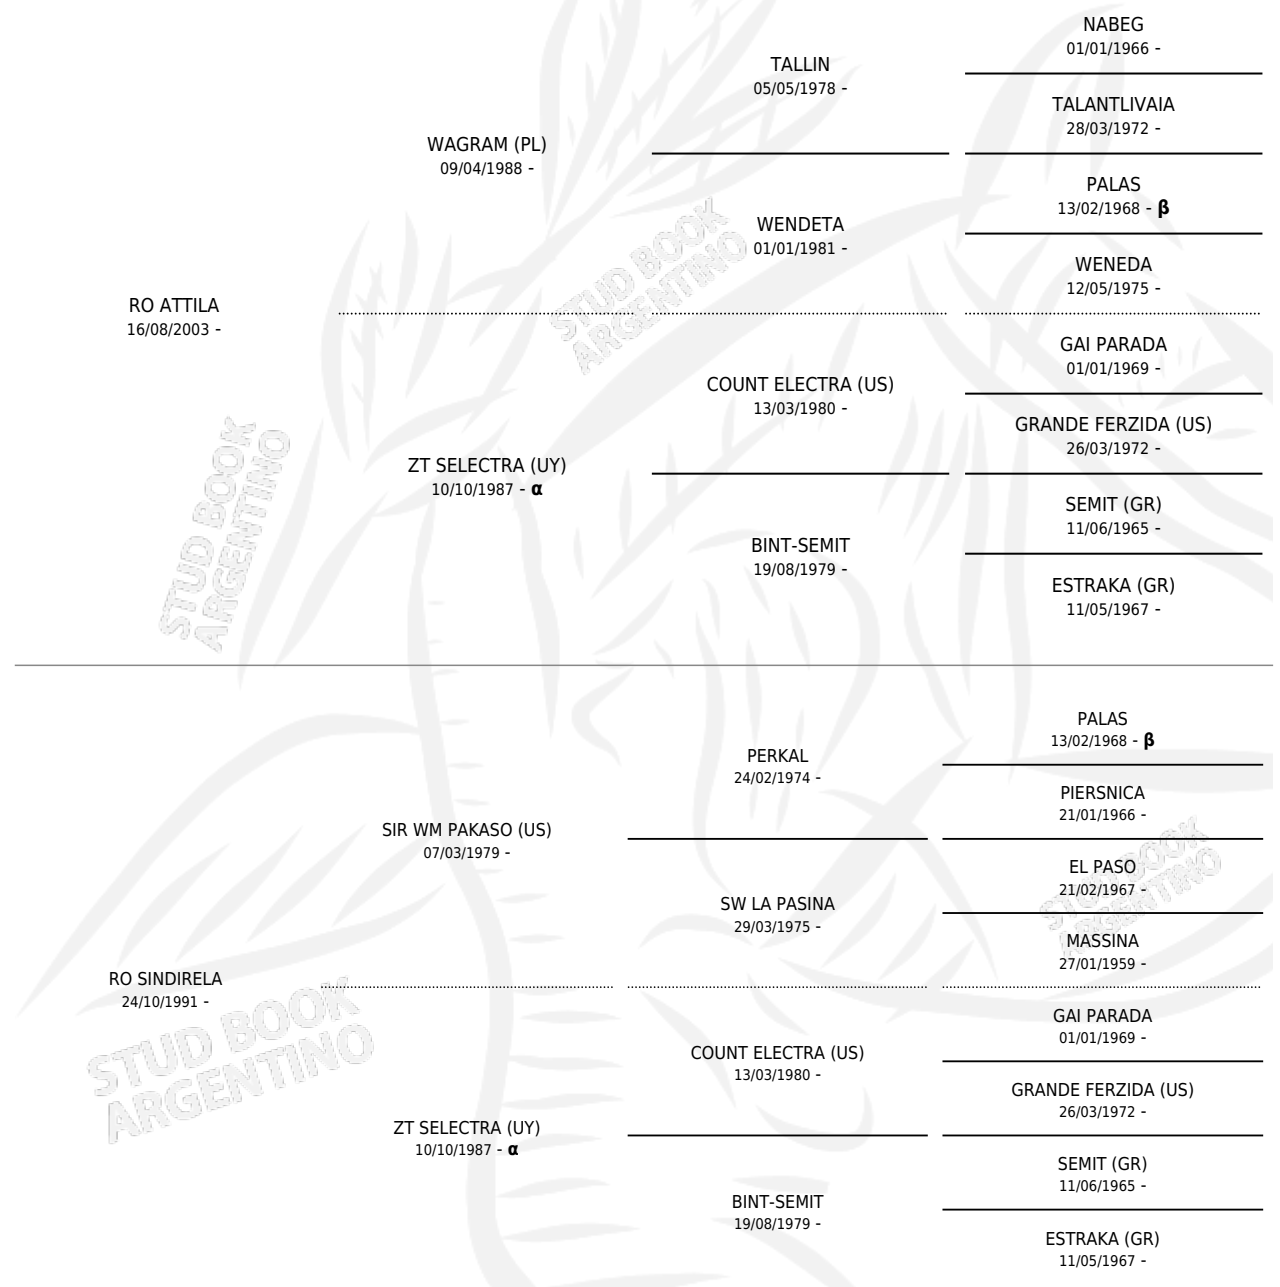 NABEG
01/01/1966 -
TALLIN
05/05/1978 -
TALANTLIVAIA
28/03/1972 -
WAGRAM (PL)
09/04/1988 -
PALAS
13/02/1968 - β
WENDETA
01/01/1981 -
WENEDA
12/05/1975 -
RO ATTILA
16/08/2003 -
GAI PARADA
01/01/1969 -
COUNT ELECTRA (US)
13/03/1980 -
GRANDE FERZIDA (US)
26/03/1972 -
ZT SELECTRA (UY)
10/10/1987 - α
SEMIT (GR)
11/06/1965 -
BINT-SEMIT
19/08/1979 -
ESTRAKA (GR)
11/05/1967 -
STUD BOOK
ARGENTINO
STUD BOOK
ARGENTINO
PALAS
13/02/1968 - β
PERKAL
24/02/1974 -
PIERSNICA
21/01/1966 -
SIR WM PAKASO (US)
07/03/1979 -
EL PASO
21/02/1967 -
SW LA PASINA
29/03/1975 -
MASSINA
27/01/1959 -
RO SINDIRELA
24/10/1991 -
GAI PARADA
01/01/1969 -
COUNT ELECTRA (US)
13/03/1980 -
GRANDE FERZIDA (US)
26/03/1972 -
ZT SELECTRA (UY)
10/10/1987 - α
SEMIT (GR)
11/06/1965 -
BINT-SEMIT
19/08/1979 -
ESTRAKA (GR)
11/05/1967 -
STUD BOOK
ARGENTINO
STUD BOOK
ARGENTINO